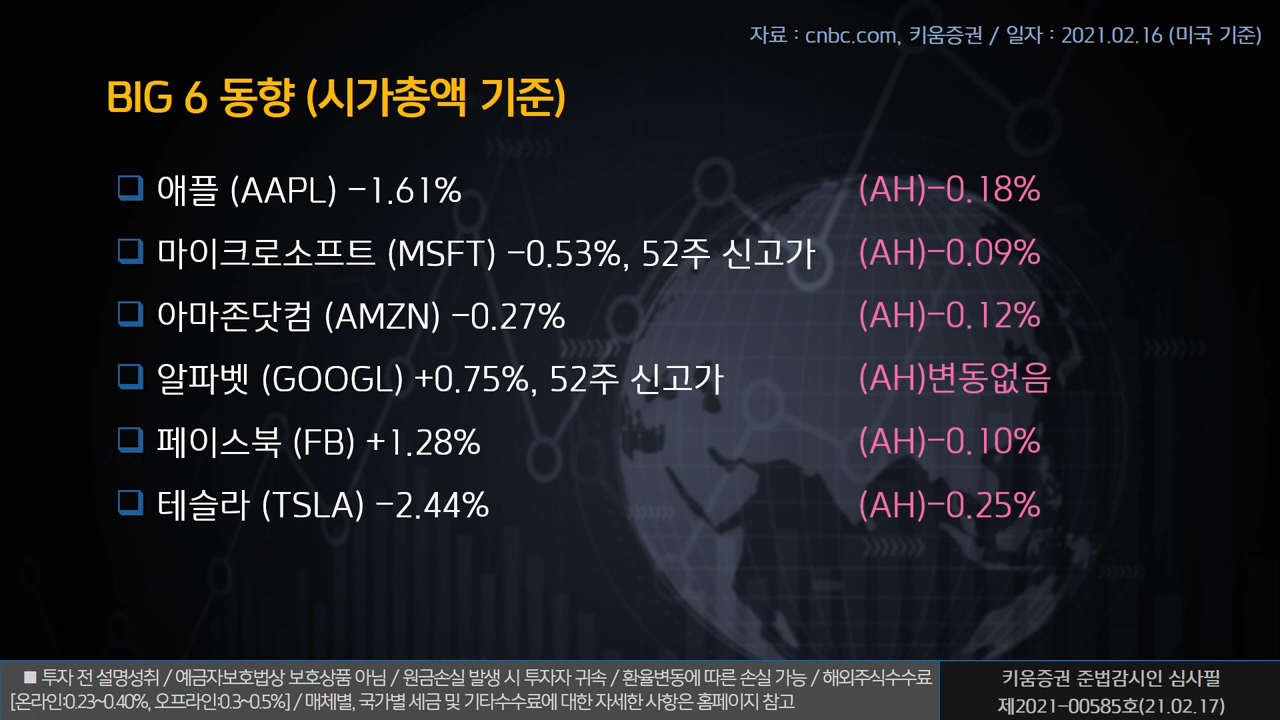 자료 : cnbc.com, 키움증권 / 일자 : 2021.02.16 (미국 기준)
BIG 6 동향 (시가총액 기준)
❑ 애플 (AAPL) −1.61% (AH)−0.18%
❑ 마이크로소프트 (MSFT) −0.53%, 52주 신고가 (AH)−0.09%
❑ 아마존닷컴 (AMZN) −0.27% (AH)−0.12%
❑ 알파벳 (GOOGL) +0.75%, 52주 신고가 (AH)변동없음
❑ 페이스북 (FB) +1.28% (AH)−0.10%
❑ 테슬라 (TSLA) −2.44% (AH)−0.25%
■ 투자 전 설명성취 / 예금자보호법상 보호상품 아님 / 원금손실 발생 시 투자자 귀속 / 환율변동에 따른 손실 가능 / 해외주식수수료
[온라인:0.23~0.40%, 오프라인:0.3~0.5%] / 매체별, 국가별 세금 및 기타수수료에 대한 자세한 사항은 홈페이지 참고
키움증권 준법감시인 심사필
제2021−00585호(21.02.17)